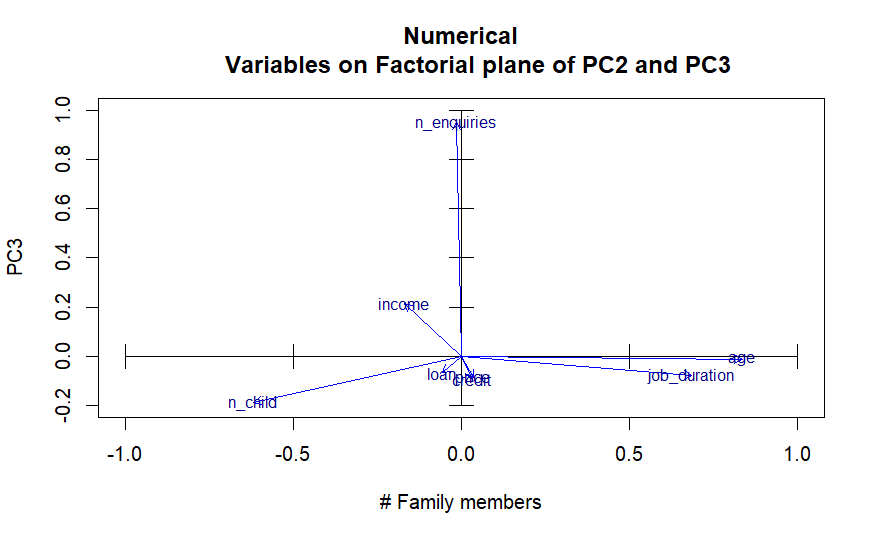 Numerical
Variables on Factorial plane of PC2 and PC3
1.0
n_enquiries
0.8
0.6
0.4
PC3
income
0.2
0.0
age
loan
job_duration
credit
n_child
-0.2
-1.0 -0.5 0.0 0.5 1.0
# Family members